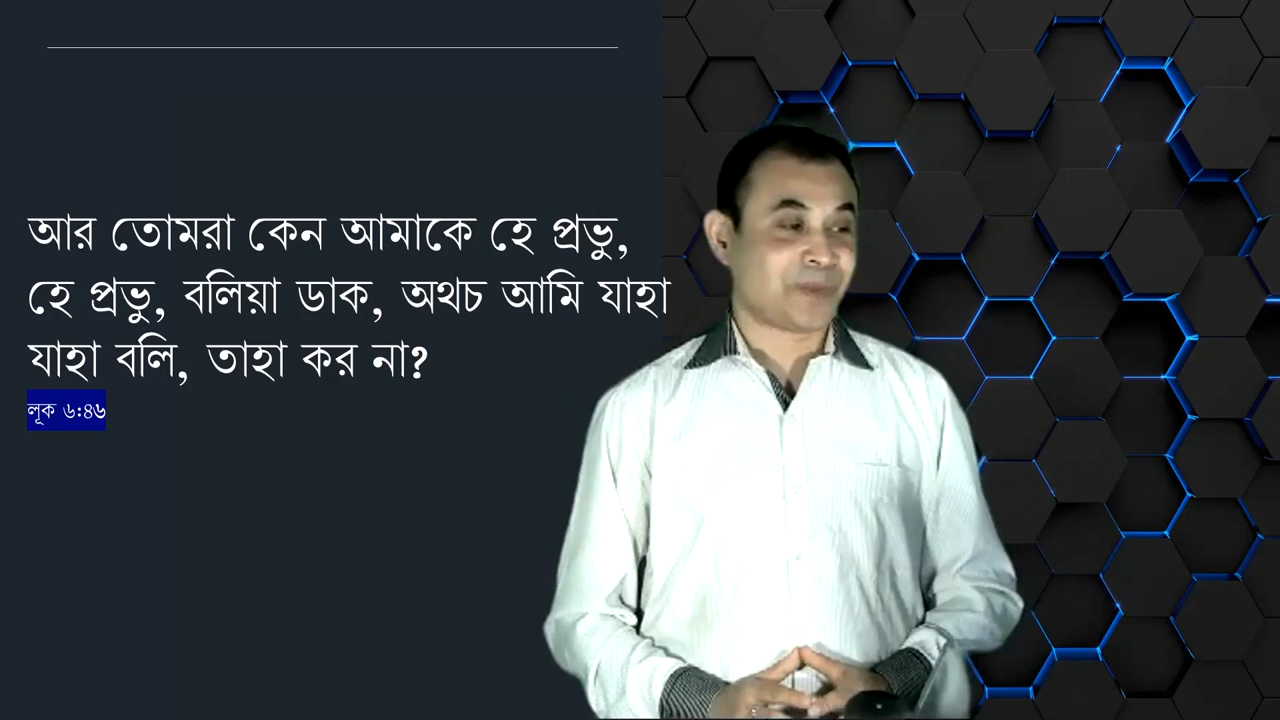 আর তোমরা কেন আমাকে হে প্রভু,
হে প্রভু, বলিয়া ডাক, অথচ আমি যাহা
যাহা বলি, তাহা কর না?
লূক ৬:৪৬